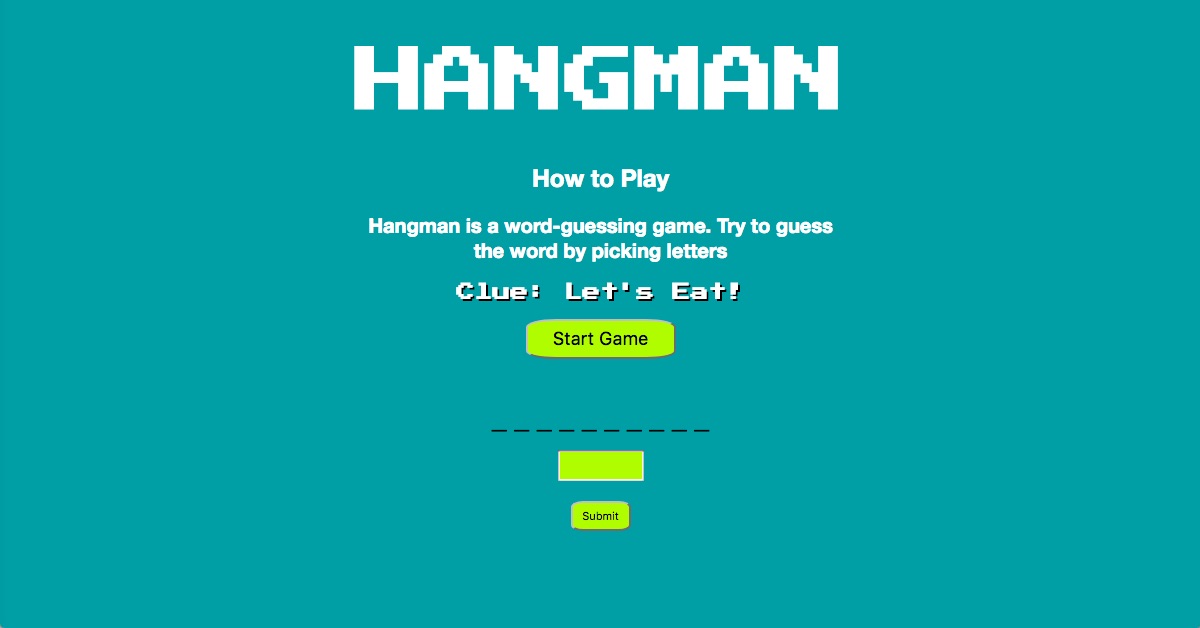 HANGMAN
How to Play
Hangman is a word-guessing game. Try to guess
the word by picking letters
Clue: Let's Eat!
Start Game
_ _ _ _ _ _ _ _ _ _
Submit